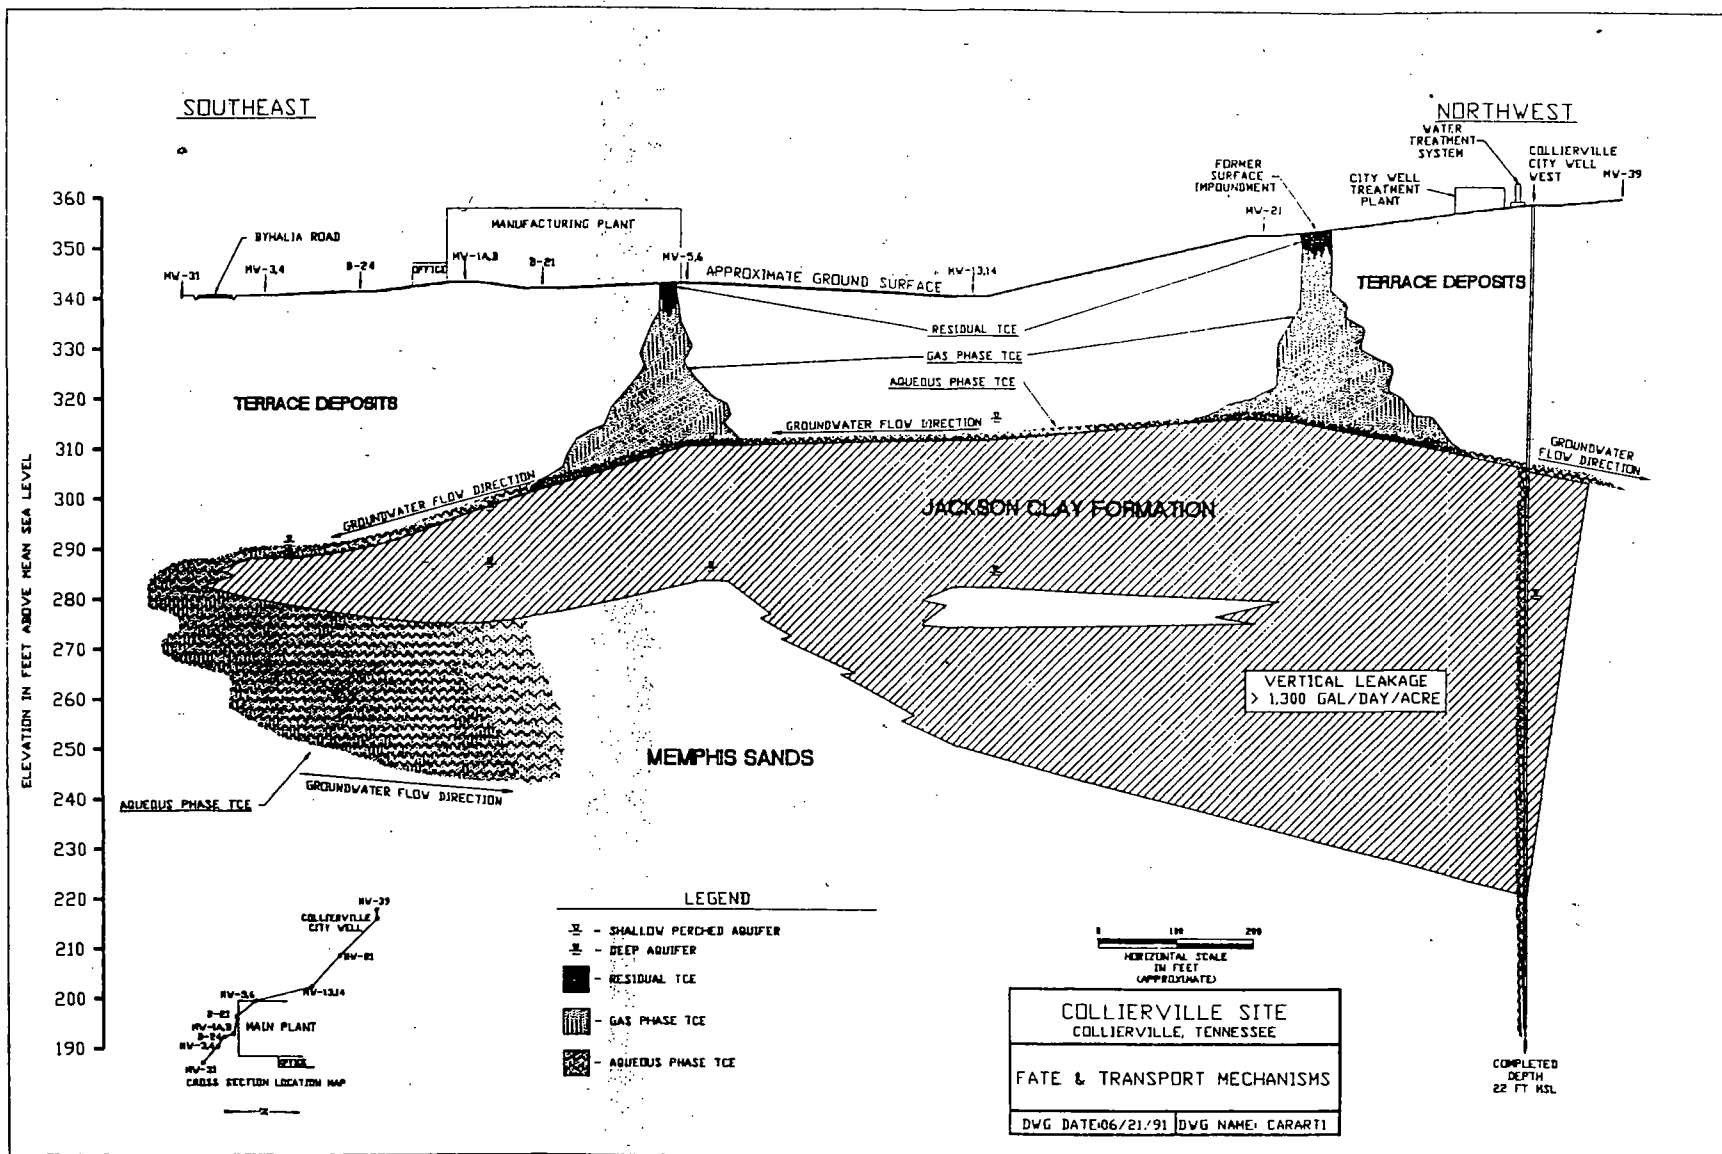 SOUTHEAST
NORTHWEST
WATER
TREATMENT
SYSTEM
COLLIERVILLE
CITY WELL
WEST
MW-39
FORMER
SURFACE
IMPOUNDMENT
CITY WELL
TREATMENT
PLANT
MW-21
MANUFACTURING PLANT
BYHALIA ROAD
MW-31
MW-3,4
B-24
OFFICE
MW-1A,B
B-21
MW-5,6
APPROXIMATE GROUND SURFACE
MW-13,14
TERRACE DEPOSITS
RESIDUAL TCE
GAS PHASE TCE
AQUEOUS PHASE TCE
TERRACE DEPOSITS
GROUNDWATER FLOW DIRECTION
GROUNDWATER
FLOW DIRECTION
GROUNDWATER FLOW DIRECTION
JACKSON CLAY FORMATION
VERTICAL LEAKAGE
> 1,300 GAL/DAY/ACRE
MEMPHIS SANDS
GROUNDWATER FLOW DIRECTION
AQUEOUS PHASE TCE
ELEVATION IN FEET ABOVE MEAN SEA LEVEL
360
350
340
330
320
310
300
290
280
270
260
250
240
230
220
210
200
190
MW-39
COLLIERVILLE
CITY WELL
MW-21
MW-5,6
MW-13,14
B-21
MW-1A,B
MAIN PLANT
B-24
MW-3,4
OFFICE
MW-31
CROSS SECTION LOCATION MAP
LEGEND
- SHALLOW PERCHED AQUIFER
- DEEP AQUIFER
- RESIDUAL TCE
- GAS PHASE TCE
- AQUEOUS PHASE TCE
0 100 200
HORIZONTAL SCALE
IN FEET
(APPROXIMATE)
COLLIERVILLE SITE
COLLIERVILLE, TENNESSEE
FATE & TRANSPORT MECHANISMS
DWG DATE:06/21/91 DWG NAME: CARART1
COMPLETED
DEPTH
22 FT MSL